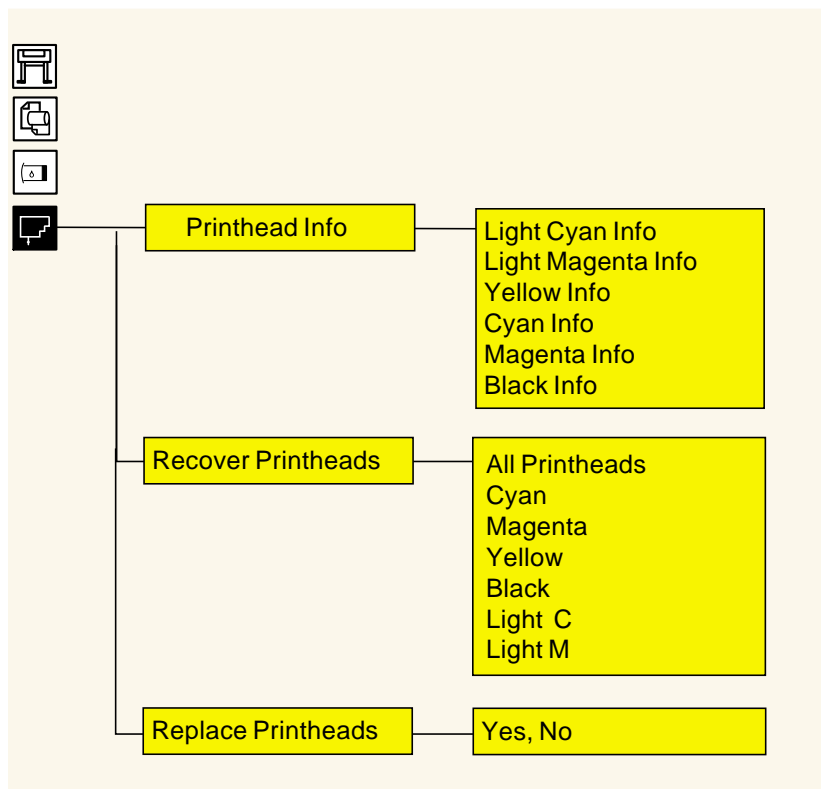 Printhead Info
Light Cyan Info
Light Magenta Info
Yellow Info
Cyan Info
Magenta Info
Black Info
Recover Printheads
All Printheads
Cyan
Magenta
Yellow
Black
Light C
Light M
Replace Printheads
Yes, No